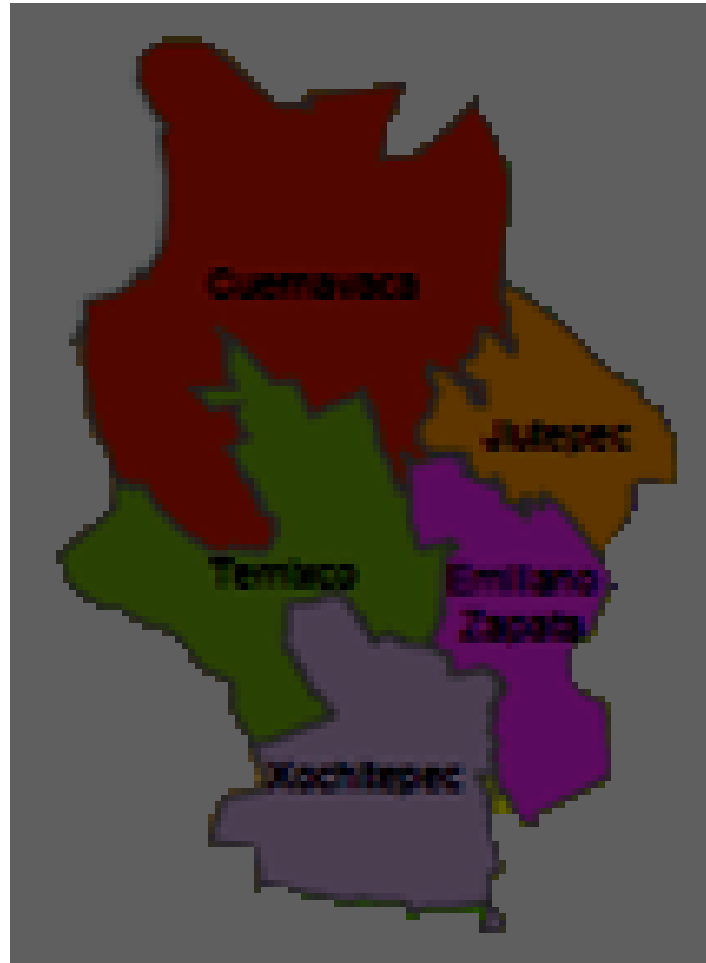 Cuernavaca
Jiutepec
Temixco
Emiliano
Zapata
Xochitepec